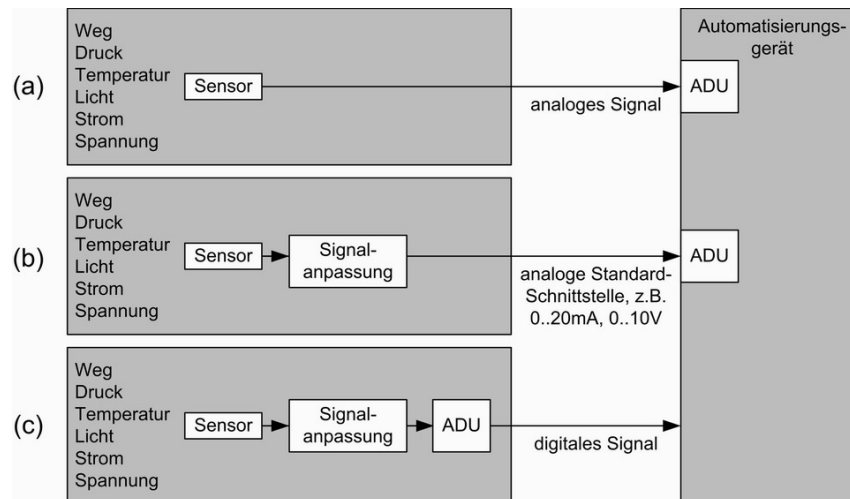 Automatisierungs-
gerät
(a)
Weg
Druck
Temperatur
Licht
Strom
Spannung
Sensor
analoges Signal
ADU
(b)
Weg
Druck
Temperatur
Licht
Strom
Spannung
Sensor
Signal-
anpassung
analoge Standard-
Schnittstelle, z.B.
0..20mA, 0..10V
ADU
(c)
Weg
Druck
Temperatur
Licht
Strom
Spannung
Sensor
Signal-
anpassung
ADU
digitales Signal